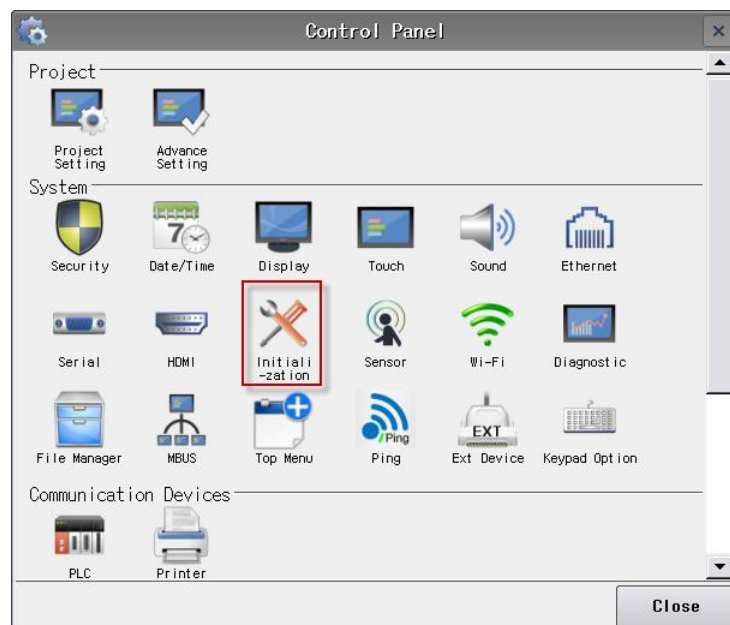 Control Panel
Project
Project Setting
Advance Setting
System
7
Security
Date/Time
Display
Touch
Sound
Ethernet
Serial
HDMI
Initiali
-zation
Sensor
Wi-Fi
Diagnostic
Ping
EXT
File Manager
MBUS
Top Menu
Ping
Ext Device
Keypad Option
Communication Devices
PLC
Printer
Close